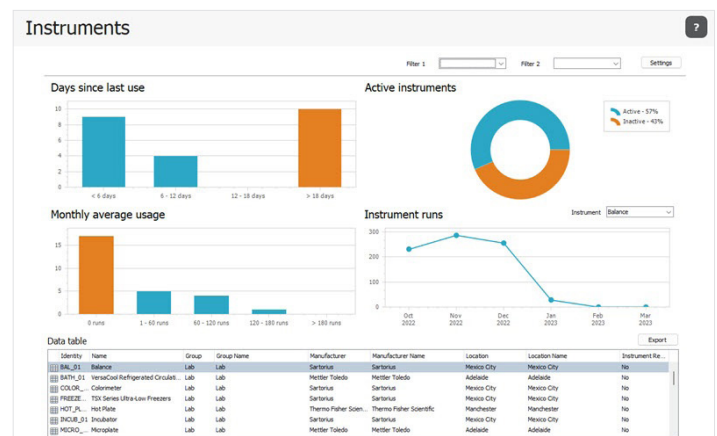 Instruments
?
Filter 1 Filter 2 Settings
Days since last use
10
8
6
4
2
0
< 6 days 6 - 12 days 12 - 18 days > 18 days
Active instruments
Active - 57%
Inactive - 43%
Monthly average usage
15
10
5
0
0 runs 1 - 60 runs 60 - 120 runs 120 - 180 runs > 180 runs
Instrument runs
Instrument Balance
300
200
100
0
Oct Nov Dec Jan Feb Mar
2022 2022 2022 2023 2023 2023
Data table
Export
Identity Name Group Group Name Manufacturer Manufacturer Name Location Location Name Instrument Re...
BAL_01 Balance Lab Lab Sartorius Sartorius Mexico City Mexico City No
BATH_01 VersaCool Refrigerated Circulati... Lab Lab Mettler Toledo Mettler Toledo Adelaide Adelaide No
COLOR_... Colorimeter Lab Lab Sartorius Sartorius Mexico City Mexico City No
FREEZE... TSX Series Ultra-Low Freezers Lab Lab Sartorius Sartorius Mexico City Mexico City No
HOT_PL... Hot Plate Lab Lab Thermo Fisher Scien... Thermo Fisher Scientific Manchester Manchester No
INCUB_01 Incubator Lab Lab Sartorius Sartorius Mexico City Mexico City No
MICRO_... Microplate Lab Lab Mettler Toledo Mettler Toledo Adelaide Adelaide No